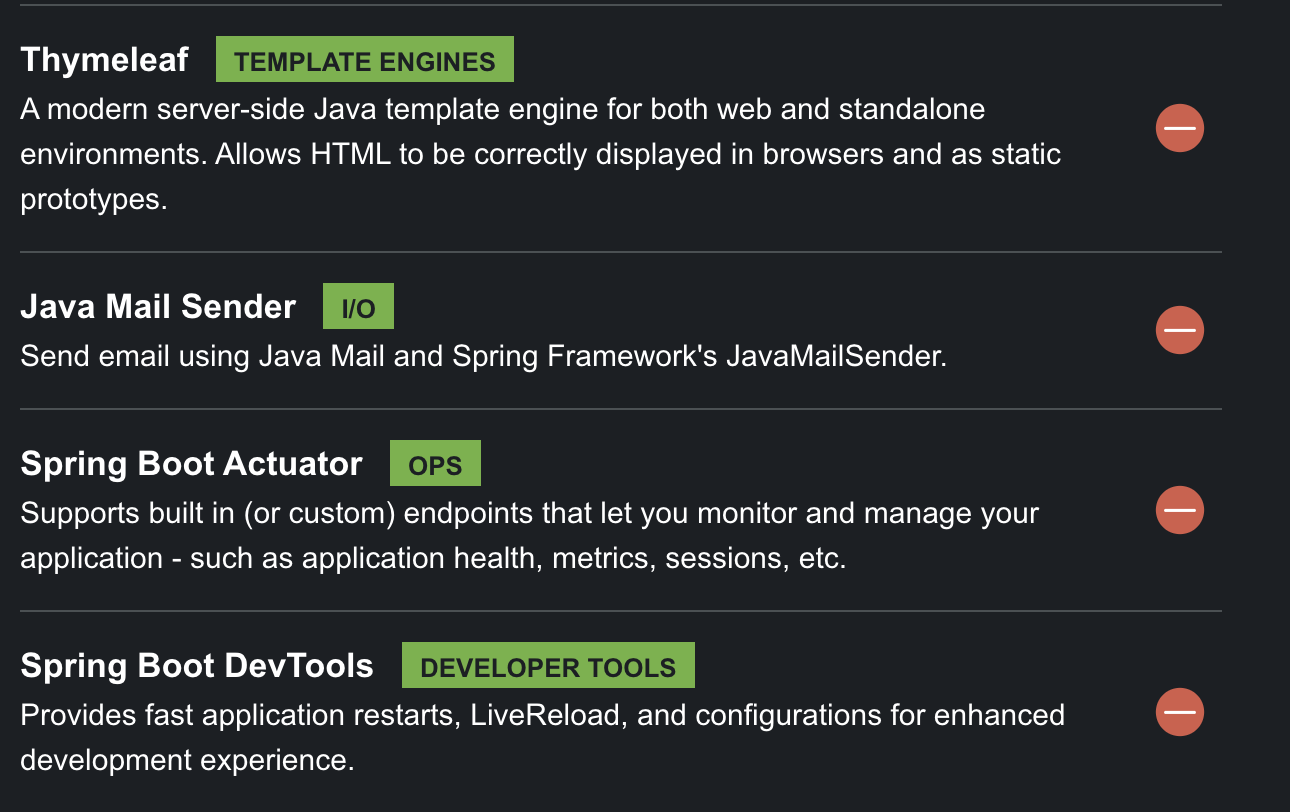 Thymeleaf TEMPLATE ENGINES
A modern server-side Java template engine for both web and standalone
environments. Allows HTML to be correctly displayed in browsers and as static
prototypes.
Java Mail Sender I/O
Send email using Java Mail and Spring Framework's JavaMailSender.
Spring Boot Actuator OPS
Supports built in (or custom) endpoints that let you monitor and manage your
application - such as application health, metrics, sessions, etc.
Spring Boot DevTools DEVELOPER TOOLS
Provides fast application restarts, LiveReload, and configurations for enhanced
development experience.